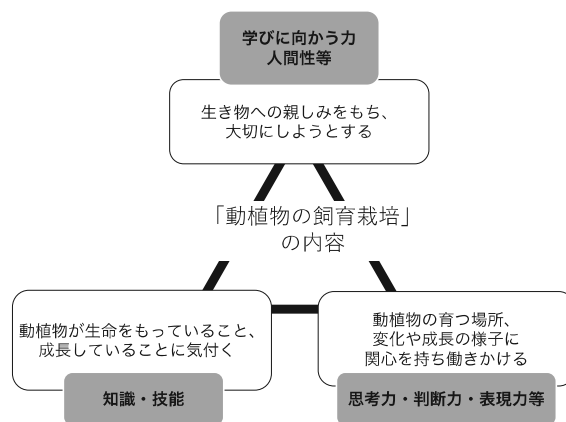 学びに向かう力
人間性等
生き物への親しみをもち、
大切にしようとする
「動植物の飼育栽培」
の内容
動植物が生命をもっていること、
成長していることに気付く
知識・技能
動植物の育つ場所、
変化や成長の様子に
関心を持ち働きかける
思考力・判断力・表現力等